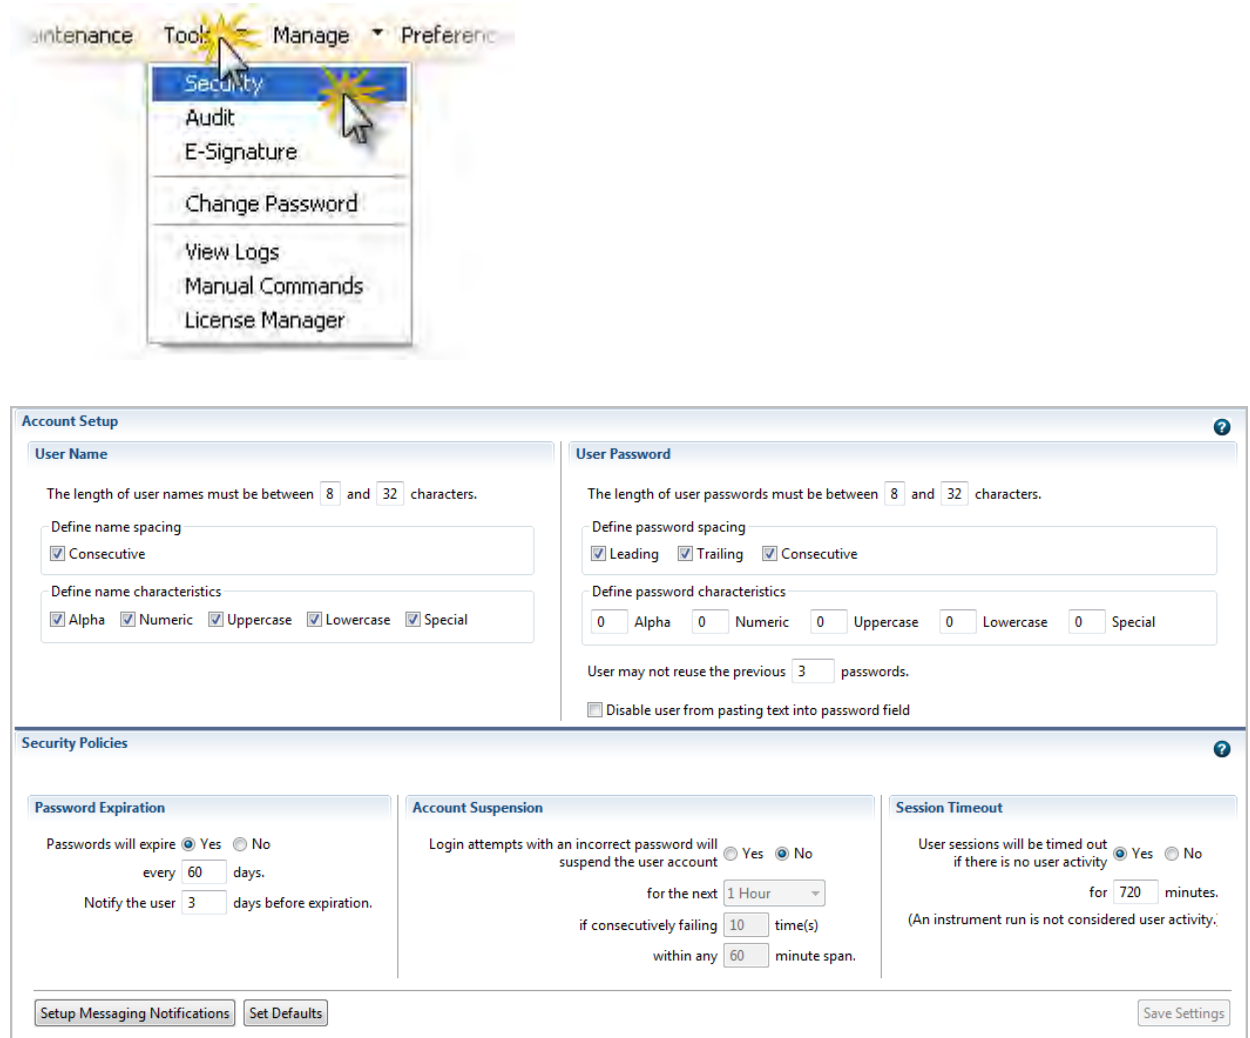 intenance Tools Manage Preferenc
Security
Audit
E-Signature
Change Password
View Logs
Manual Commands
License Manager
Account Setup
?
User Name
The length of user names must be between 8 and 32 characters.
Define name spacing
Consecutive
Define name characteristics
Alpha Numeric Uppercase Lowercase Special
User Password
The length of user passwords must be between 8 and 32 characters.
Define password spacing
Leading Trailing Consecutive
Define password characteristics
0 Alpha 0 Numeric 0 Uppercase 0 Lowercase 0 Special
User may not reuse the previous 3 passwords.
Disable user from pasting text into password field
Security Policies
?
Password Expiration
Passwords will expire Yes No
every 60 days.
Notify the user 3 days before expiration.
Account Suspension
Login attempts with an incorrect password will
suspend the user account Yes No
for the next 1 Hour
if consecutively failing 10 time(s)
within any 60 minute span.
Session Timeout
User sessions will be timed out
if there is no user activity Yes No
for 720 minutes.
(An instrument run is not considered user activity.)
Setup Messaging Notifications Set Defaults Save Settings